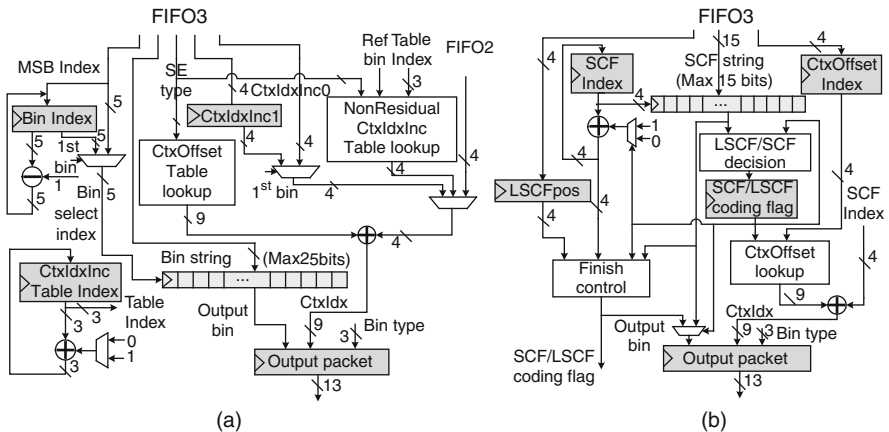 FIFO3
MSB Index
5
Bin Index
5
5
1st
bin
1
5
Bin
select
index
5
SE
type
4
CtxIdxInc0
CtxIdxInc1
4
4
Ref Table
bin Index
3
FIFO2
NonResidual
CtxIdxInc
Table lookup
4
4
CtxOffset
Table
lookup
1st bin
4
9
4
Bin string
(Max25bits)
...
CtxIdxInc
Table Index
3
3
Table
Index
0
1
3
Output
bin
CtxIdx
9
3
Bin type
Output packet
13
(a)
FIFO3
15
4
4
SCF
Index
SCF string
(Max 15 bits)
CtxOffset
Index
4
...
1
0
4
LSCF/SCF
decision
4
LSCFpos
4
4
SCF/LSCF
coding flag
SCF
Index
4
CtxOffset
lookup
Finish
control
9
CtxIdx
Output
bin
9
3
Bin type
SCF/LSCF
coding flag
Output packet
13
(b)